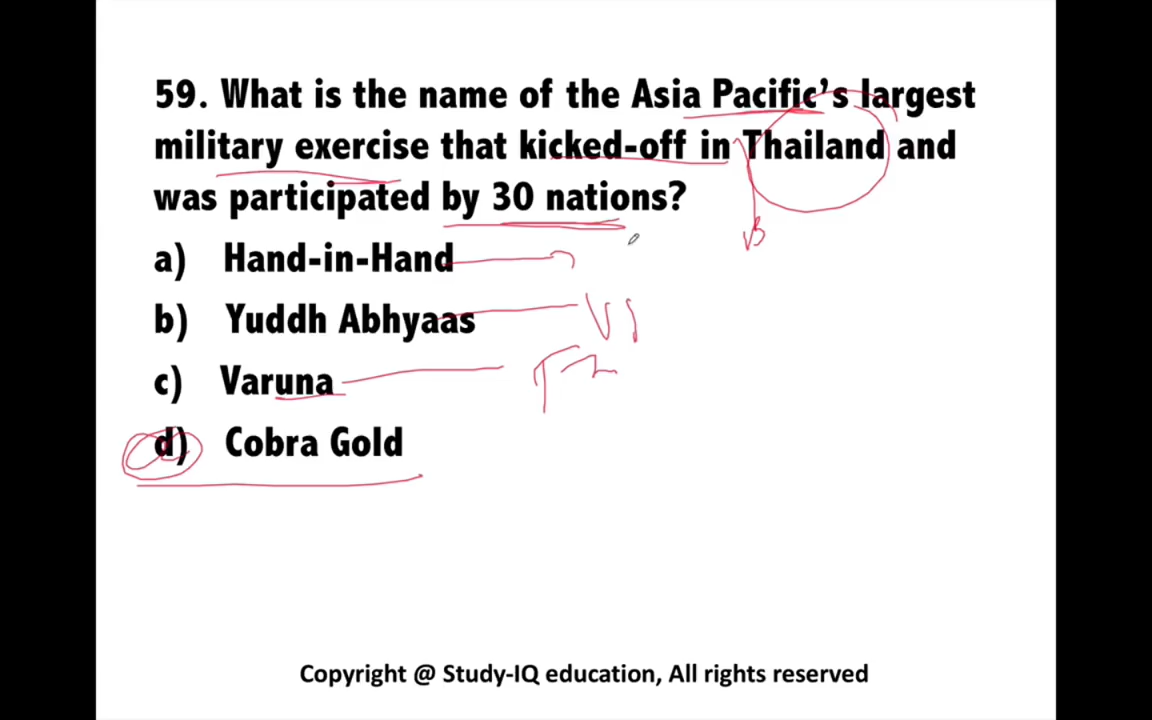 59. What is the name of the Asia Pacific's largest
military exercise that kicked-off in Thailand and
was participated by 30 nations?
a) Hand-in-Hand
b) Yuddh Abhyaas
c) Varuna
d) Cobra Gold
Copyright @ Study-IQ education, All rights reserved